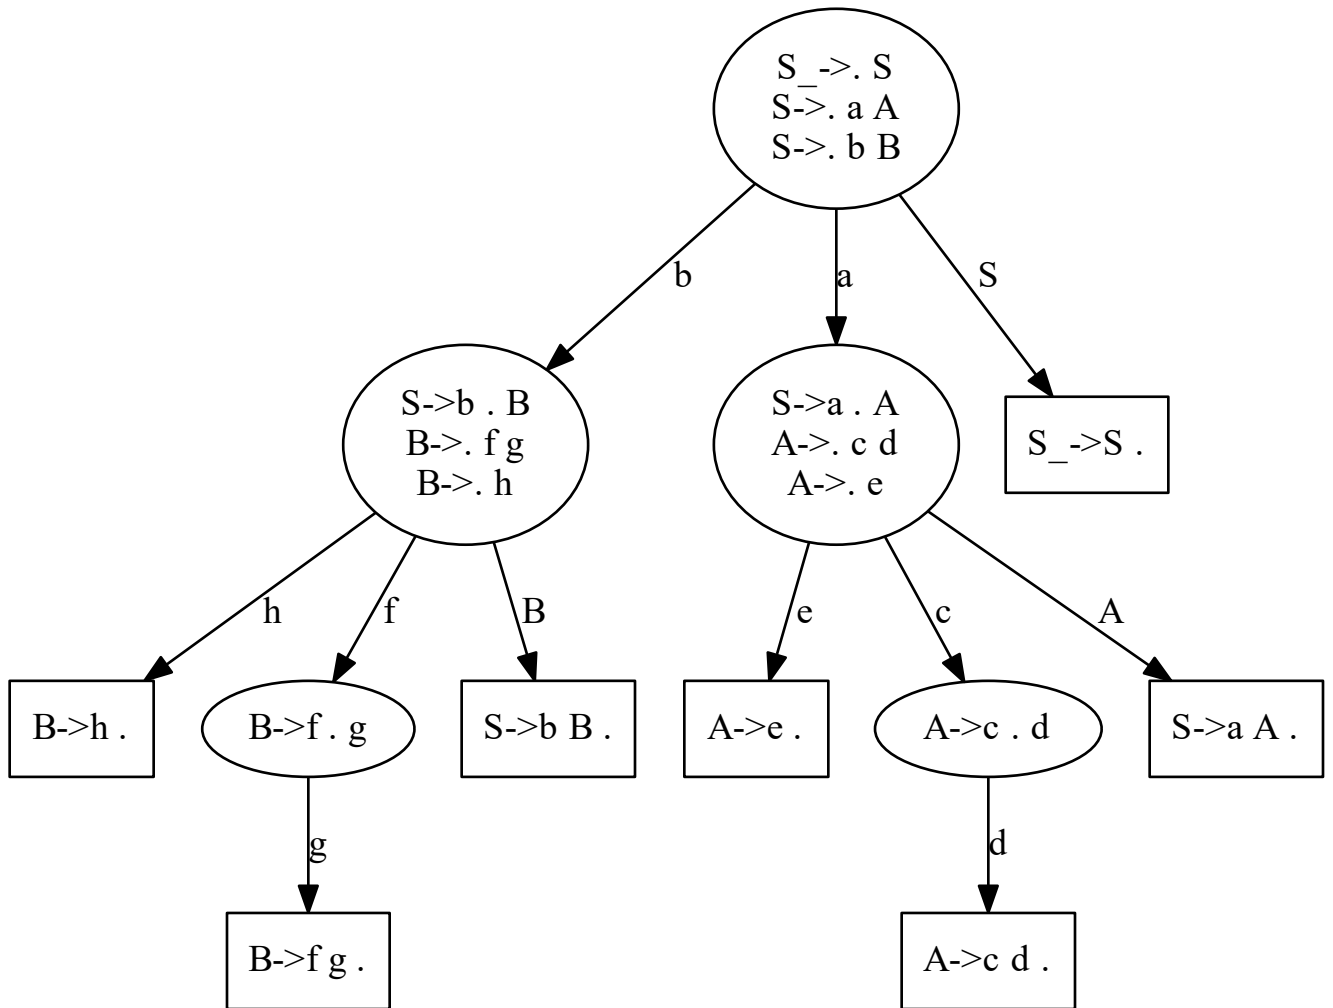 S_->. S
S->. a A
S->. b B
b
a
S
S->b . B
B->. f g
B->. h
S->a . A
A->. c d
A->. e
S_->S .
h
f
B
e
c
A
B->h .
B->f . g
S->b B .
A->e .
A->c . d
S->a A .
g
d
B->f g .
A->c d .